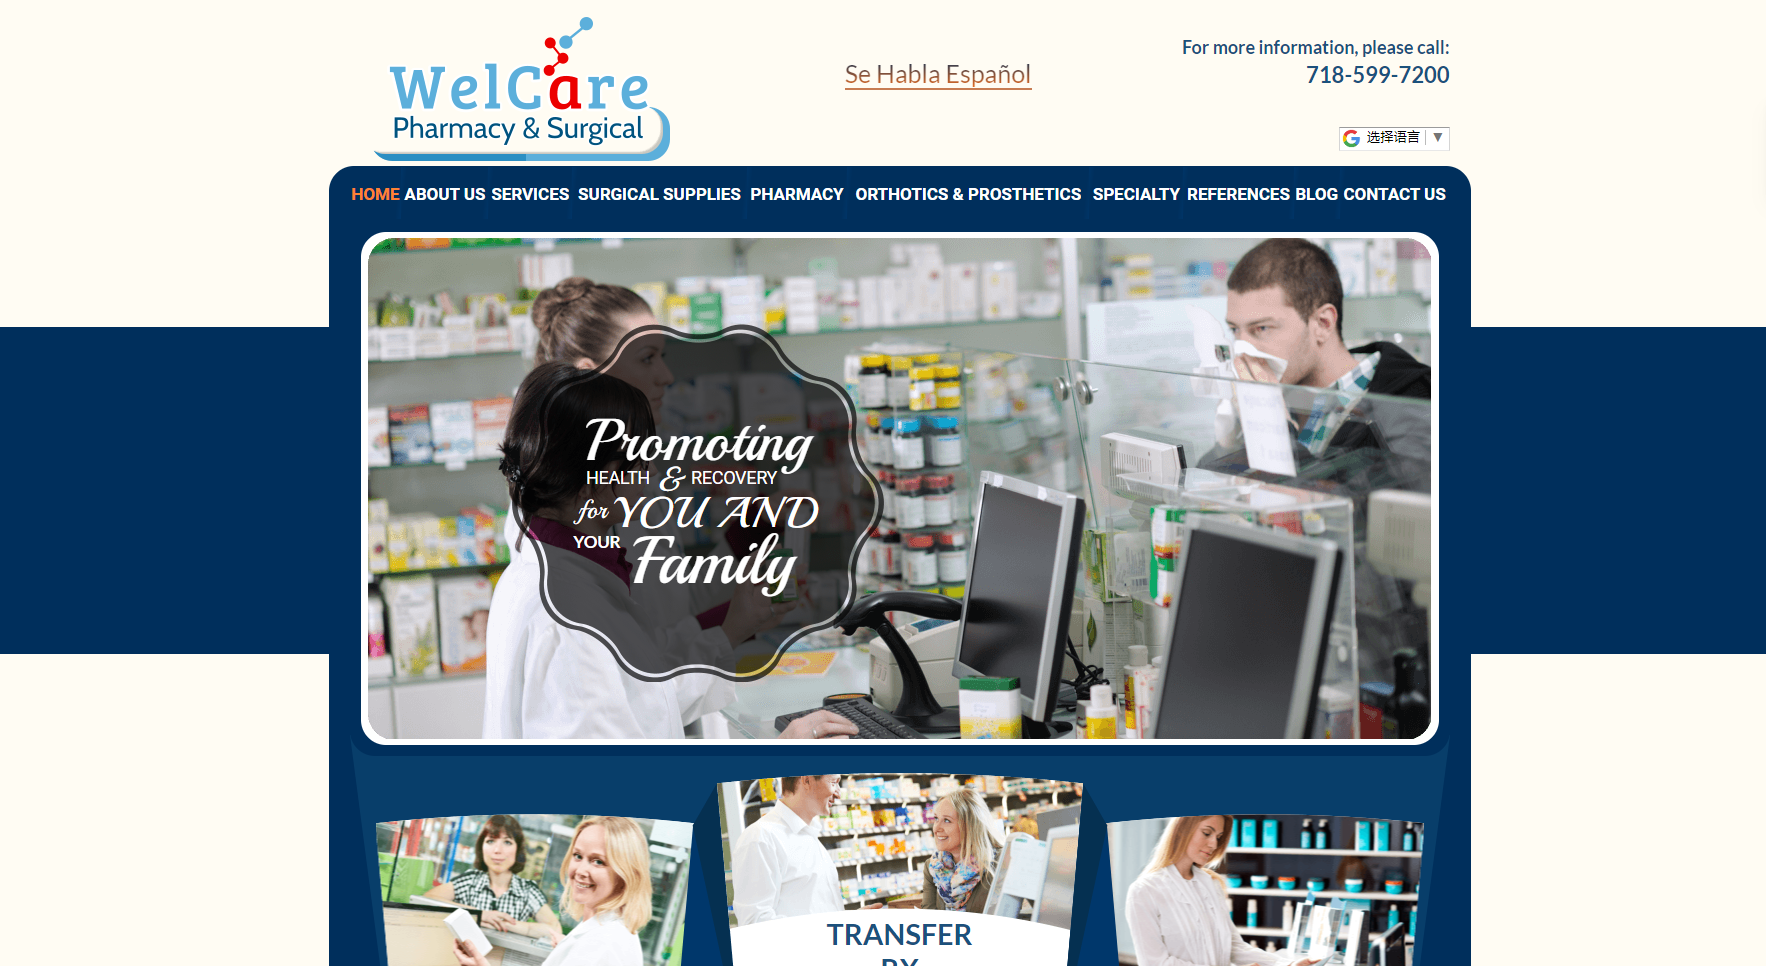 WelCare
Pharmacy & Surgical
Se Habla Español
For more information, please call:
718-599-7200
选择语言 ▼
HOME ABOUT US SERVICES SURGICAL SUPPLIES PHARMACY ORTHOTICS & PROSTHETICS SPECIALTY REFERENCES BLOG CONTACT US
Promoting
HEALTH & RECOVERY
for YOU AND
YOUR Family
TRANSFER
BY